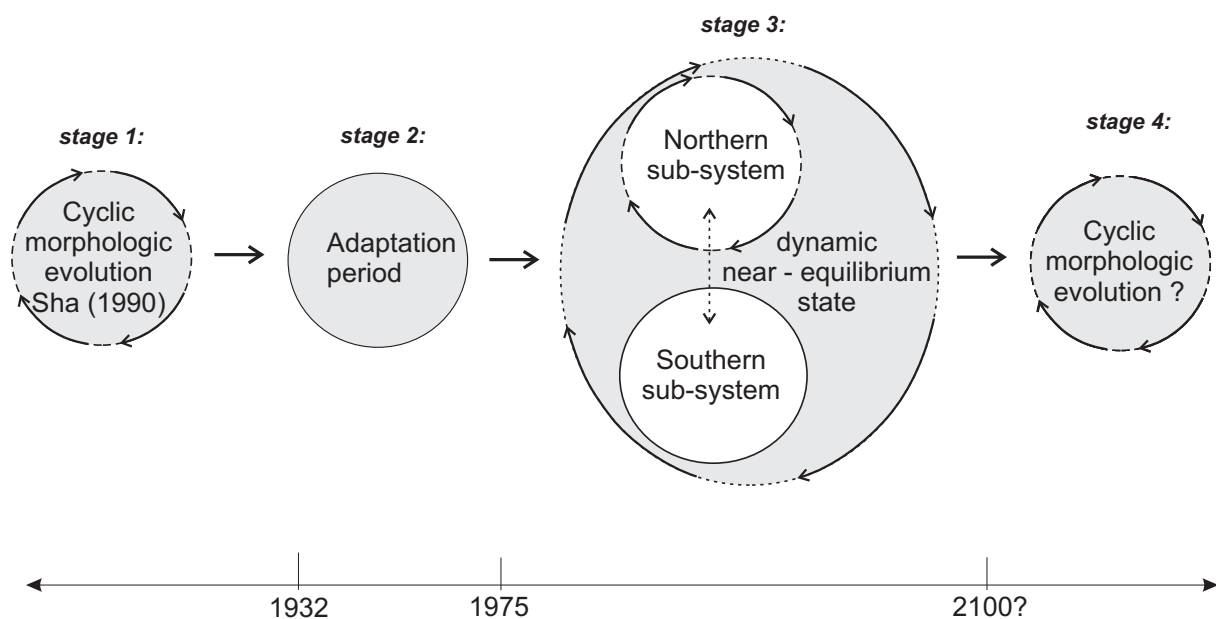 stage 1:
Cyclic
morphologic
evolution
Sha (1990)
stage 2:
Adaptation
period
stage 3:
Northern
sub-system
dynamic
near - equilibrium
state
Southern
sub-system
stage 4:
Cyclic
morphologic
evolution ?
1932
1975
2100?